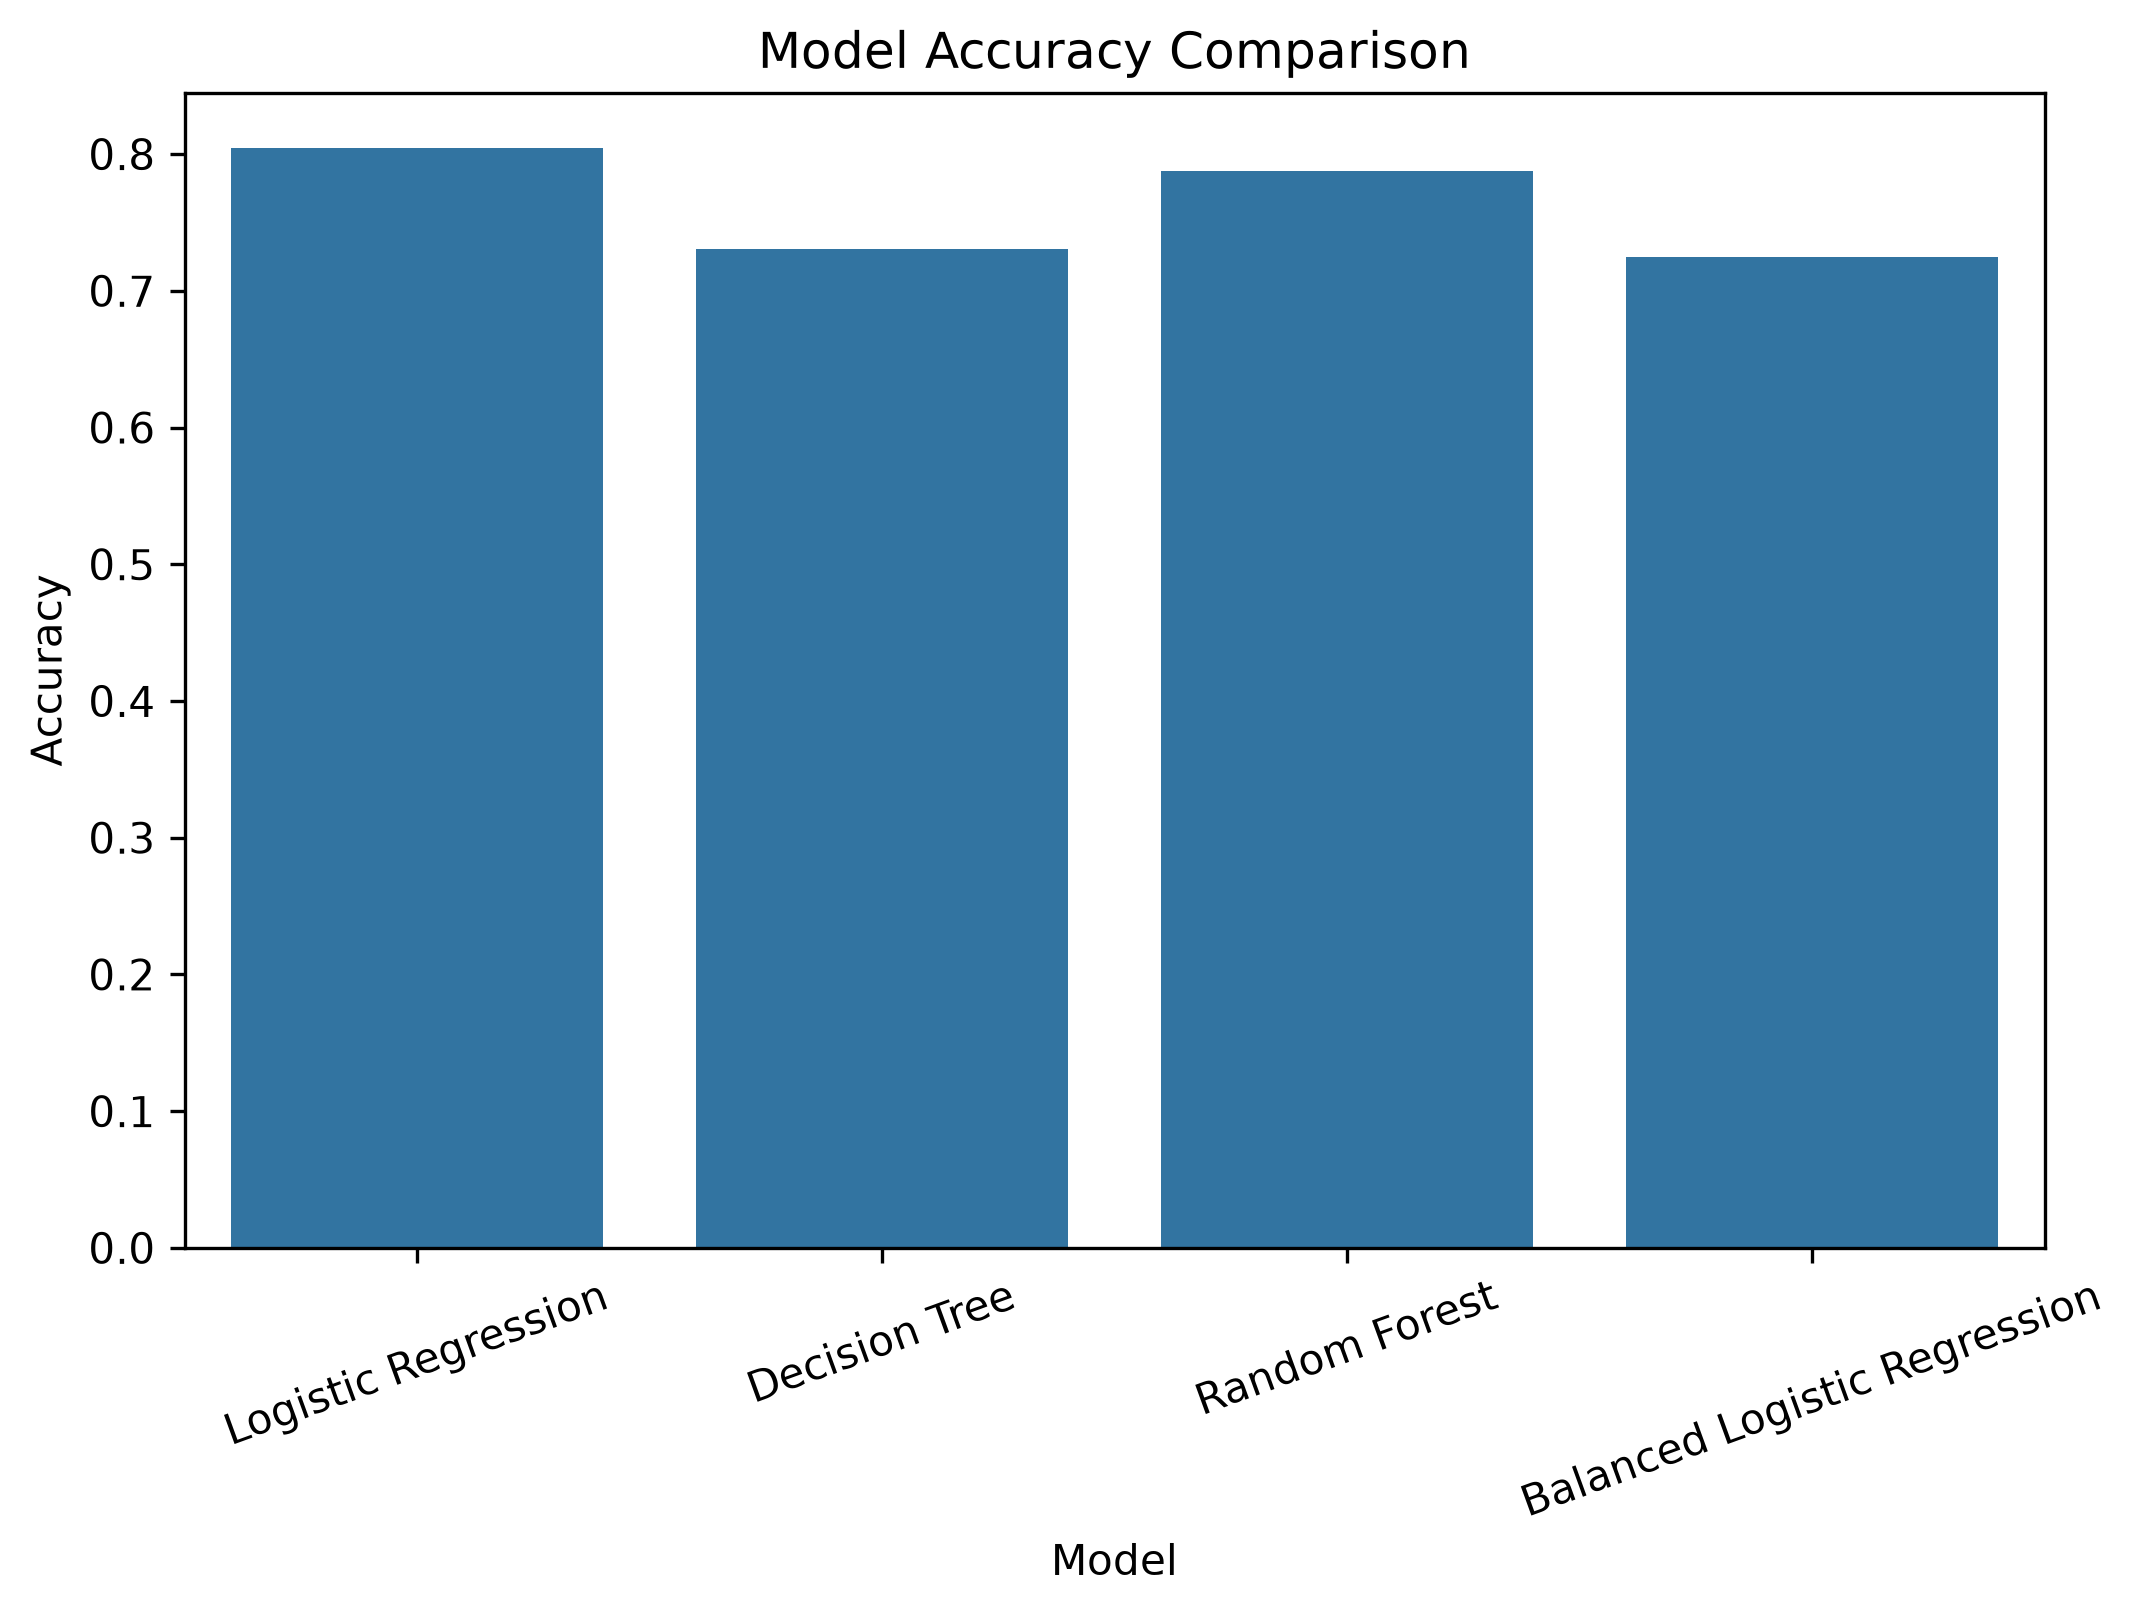 Model Accuracy Comparison
Accuracy
0.8
0.7
0.6
0.5
0.4
0.3
0.2
0.1
0.0
Logistic Regression
Decision Tree
Random Forest
Balanced Logistic Regression
Model